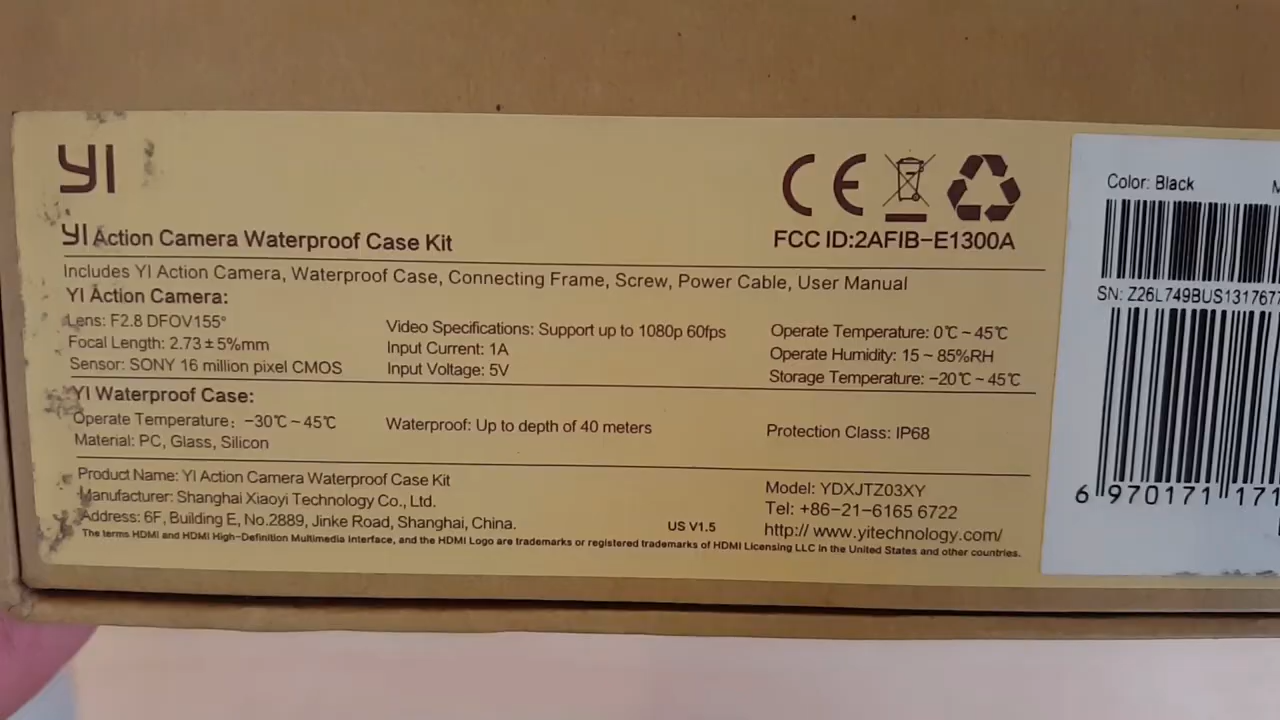 YI
YI Action Camera Waterproof Case Kit
CE
FCC ID:2AFIB-E1300A
Includes YI Action Camera, Waterproof Case, Connecting Frame, Screw, Power Cable, User Manual
YI Action Camera:
Lens: F2.8 DFOV155°
Focal Length: 2.73±5%mm
Sensor: SONY 16 million pixel CMOS
Video Specifications: Support up to 1080p 60fps
Input Current: 1A
Input Voltage: 5V
Operate Temperature: 0℃~45℃
Operate Humidity: 15~85%RH
Storage Temperature: -20℃~45℃
YI Waterproof Case:
Operate Temperature: -30℃~45℃
Material: PC, Glass, Silicon
Waterproof: Up to depth of 40 meters
Protection Class: IP68
Product Name: YI Action Camera Waterproof Case Kit
Manufacturer: Shanghai Xiaoyi Technology Co., Ltd.
Address: 6F, Building E, No.2889, Jinke Road, Shanghai, China.
US V1.5
Model: YDXJTZ03XY
Tel: +86-21-6165 6722
http:// www.yitechnology.com/
The terms HDMI and HDMI High-Definition Multimedia Interface, and the HDMI Logo are trademarks or registered trademarks of HDMI Licensing LLC in the United States and other countries.
Color: Black
SN: Z26L749BUS131767
6 970171 171